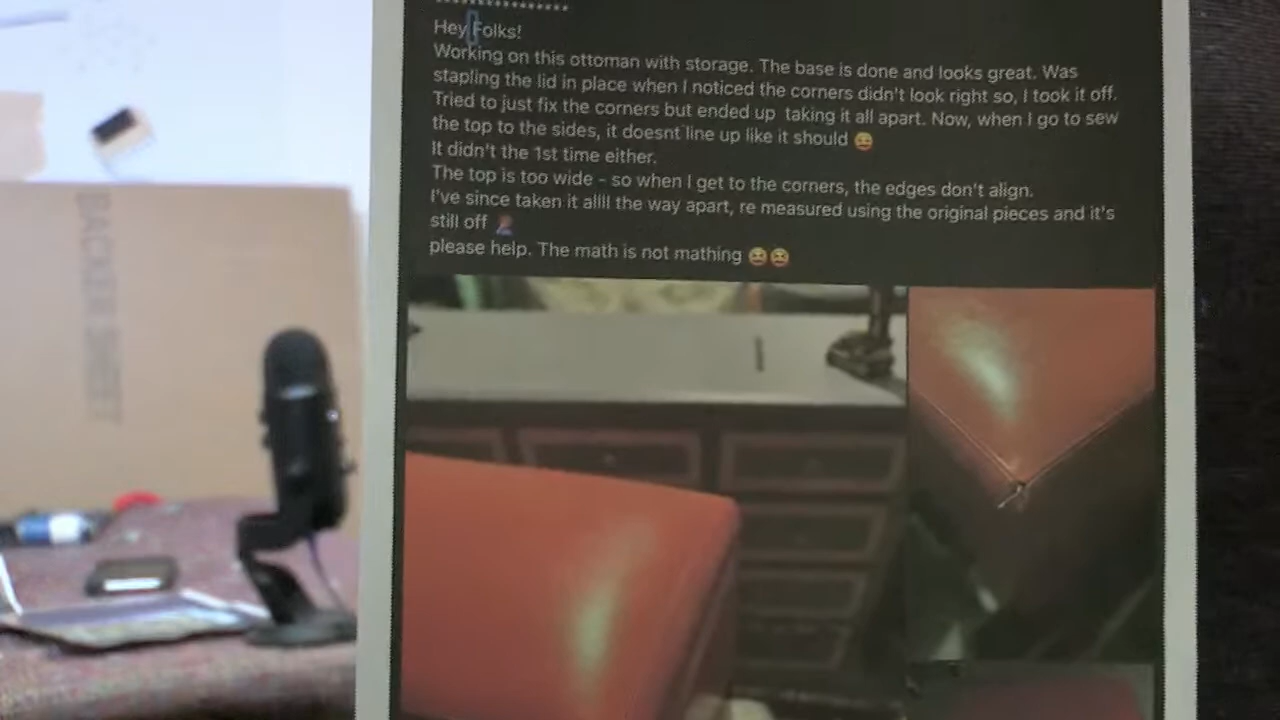 Hey Folks!
Working on this ottoman with storage. The base is done and looks great. Was
stapling the lid in place when I noticed the corners didn't look right so, I took it off.
Tried to just fix the corners but ended up taking it all apart. Now, when I go to sew
the top to the sides, it doesnt line up like it should 😆
It didn't the 1st time either.
The top is too wide - so when I get to the corners, the edges don't align.
I've since taken it allll the way apart, re measured using the original pieces and it's
still off 🤦
please help. The math is not mathing 😆😆
BACKER SHEET